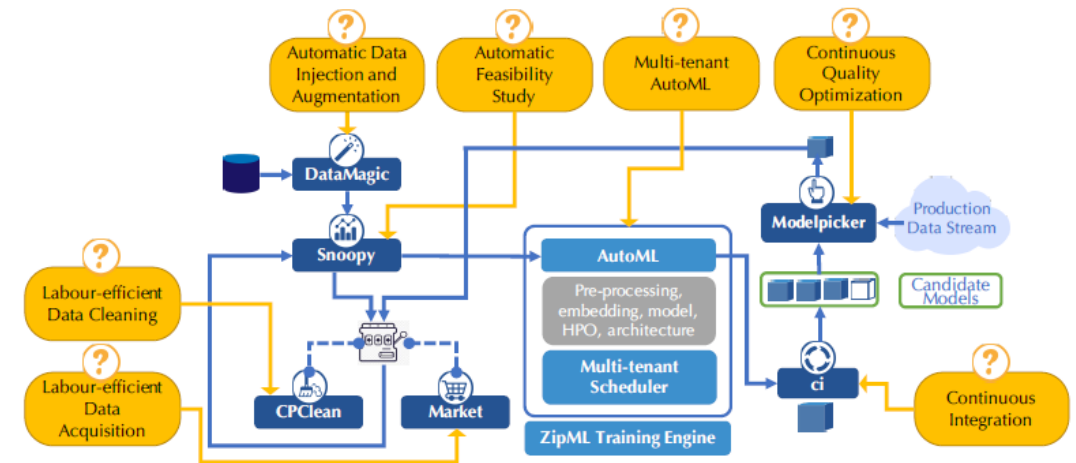 ?
Automatic Data
Injection and
Augmentation
?
Automatic
Feasibility
Study
?
Multi-tenant
AutoML
?
Continuous
Quality
Optimization
DataMagic
Snoopy
Modelpicker
Production
Data Stream
AutoML
Pre-processing,
embedding, model,
HPO, architecture
Multi-tenant
Scheduler
ZipML Training Engine
Candidate
Models
?
Labour-efficient
Data Cleaning
?
Labour-efficient
Data
Acquisition
CPClean
Market
ci
?
Continuous
Integration